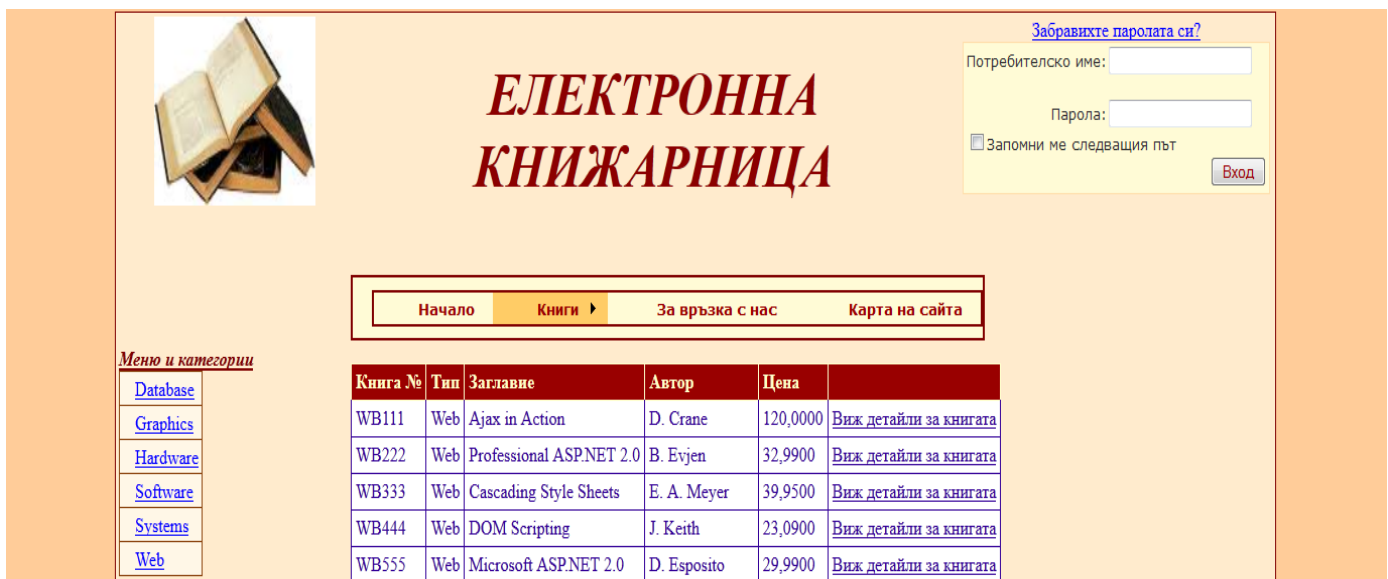 Забравихте паролата си?
Потребителско име:
Парола:
Запомни ме следващия път
Вход
ЕЛЕКТРОННА
КНИЖАРНИЦА
Начало Книги За връзка с нас Карта на сайта
Меню и категории
Database
Graphics
Hardware
Software
Systems
Web
Книга № Тип Заглавие Автор Цена
WB111 Web Ajax in Action D. Crane 120,0000 Виж детайли за книгата
WB222 Web Professional ASP.NET 2.0 B. Evjen 32,9900 Виж детайли за книгата
WB333 Web Cascading Style Sheets E. A. Meyer 39,9500 Виж детайли за книгата
WB444 Web DOM Scripting J. Keith 23,0900 Виж детайли за книгата
WB555 Web Microsoft ASP.NET 2.0 D. Esposito 29,9900 Виж детайли за книгата